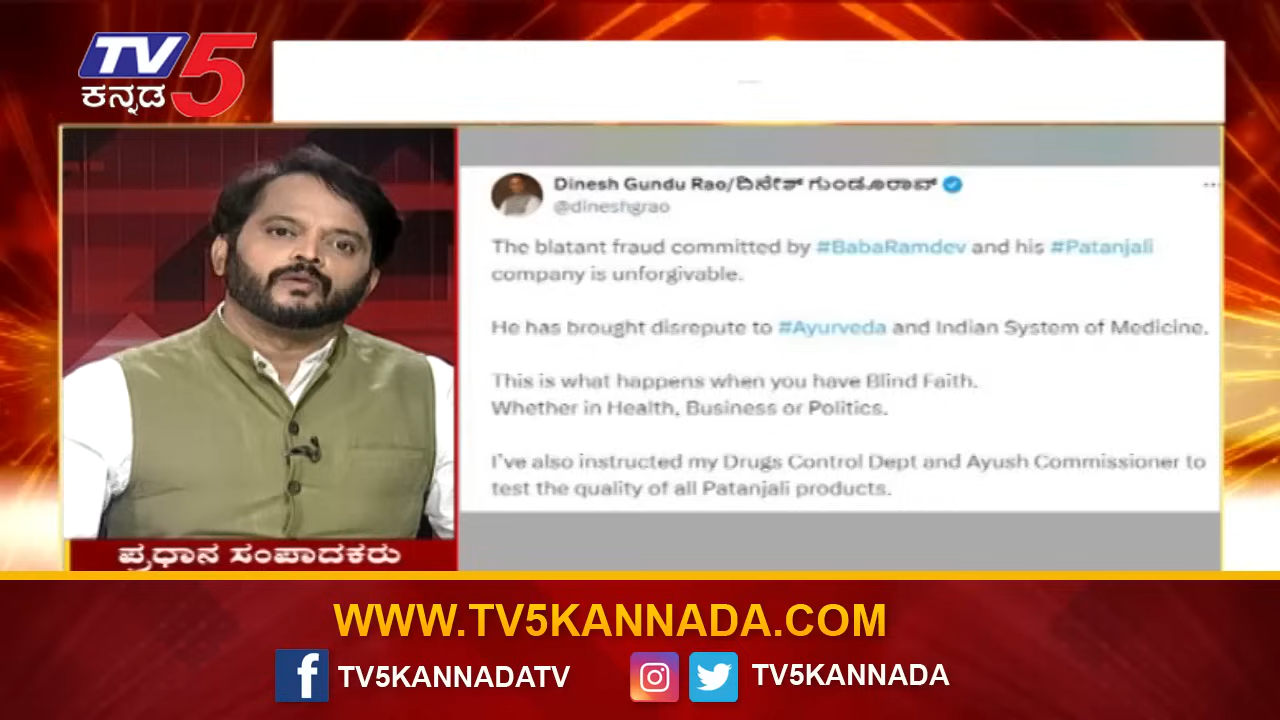 TV5
ಕನ್ನಡ
Dinesh Gundu Rao/ದಿನೇಶ್ ಗುಂಡೂರಾವ್
@dineshgrao
The blatant fraud committed by #BabaRamdev and his #Patanjali
company is unforgivable.
He has brought disrepute to #Ayurveda and Indian System of Medicine.
This is what happens when you have Blind Faith.
Whether in Health, Business or Politics.
I've also instructed my Drugs Control Dept and Ayush Commissioner to
test the quality of all Patanjali products.
ಪ್ರಧಾನ ಸಂಪಾದಕರು
WWW.TV5KANNADA.COM
f TV5KANNADATV TV5KANNADA